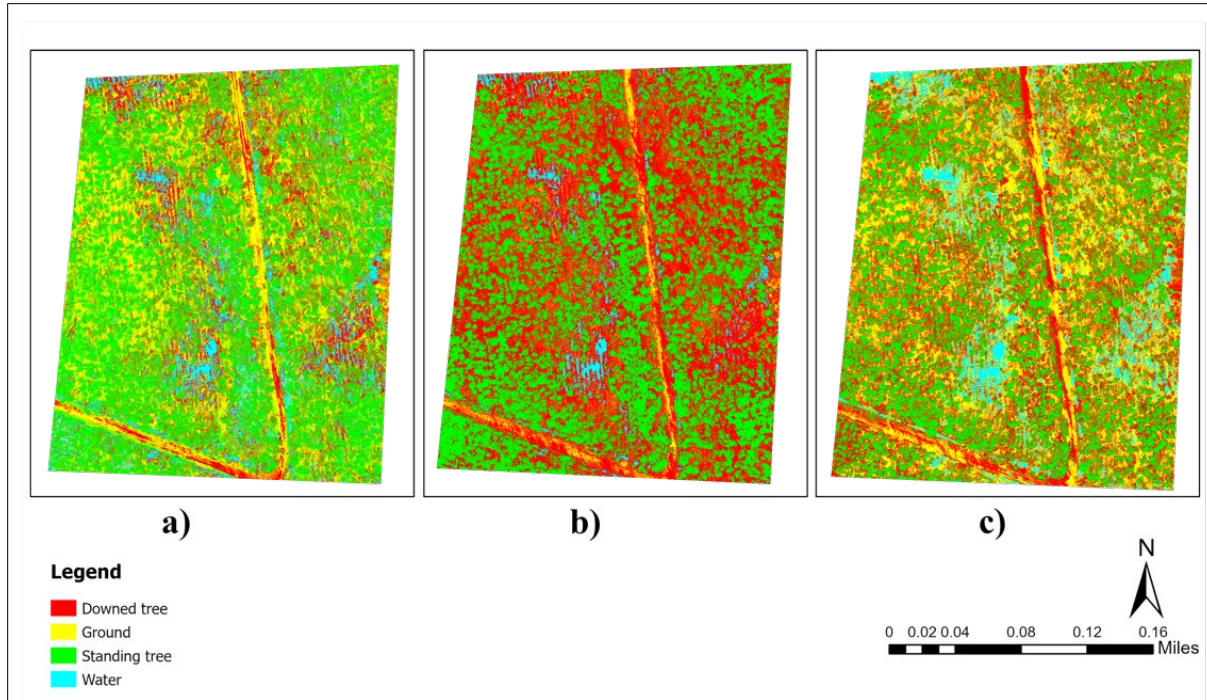 a)
b)
c)
Legend
Downed tree
Ground
Standing tree
Water
N
0 0.02 0.04 0.08 0.12 0.16
Miles